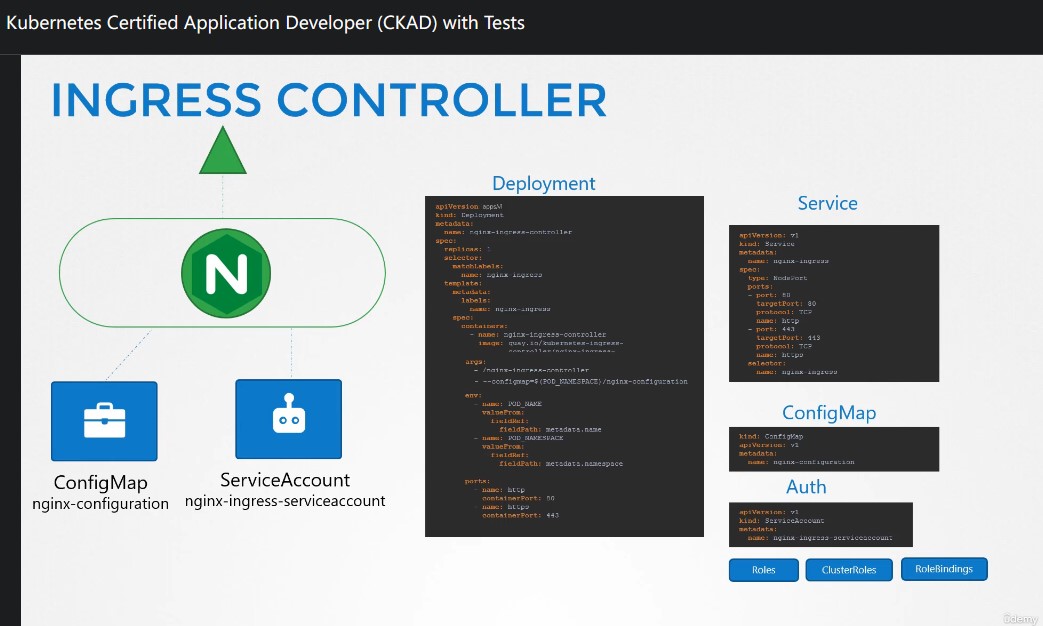 Kubernetes Certified Application Developer (CKAD) with Tests
INGRESS CONTROLLER
N
ConfigMap
nginx-configuration
ServiceAccount
nginx-ingress-serviceaccount
Deployment
kind: Deployment
metadata:
name: nginx-ingress-controller
spec:
replicas: 1
selector:
matchLabels:
name: nginx-ingress
template:
metadata:
labels:
name: nginx-ingress
spec:
containers:
- name: nginx-ingress-controller
image: quay.io/kubernetes-ingress-
args:
- /nginx-ingress-controller
- --configmap=$(POD_NAMESPACE)/nginx-configuration
env:
- name: POD_NAME
valueFrom:
fieldRef:
fieldPath: metadata.name
- name: POD_NAMESPACE
valueFrom:
fieldRef:
fieldPath: metadata.namespace
ports:
- name: http
containerPort: 80
- name: https
containerPort: 443
Service
apiVersion: v1
kind: Service
metadata:
name: nginx-ingress
spec:
type: NodePort
ports:
- port: 80
targetPort: 80
protocol: TCP
name: http
- port: 443
targetPort: 443
protocol: TCP
name: https
selector:
name: nginx-ingress
ConfigMap
kind: ConfigMap
apiVersion: v1
metadata:
name: nginx-configuration
Auth
apiVersion: v1
kind: ServiceAccount
metadata:
name: nginx-ingress-serviceaccount
Roles
ClusterRoles
RoleBindings
ûdemy